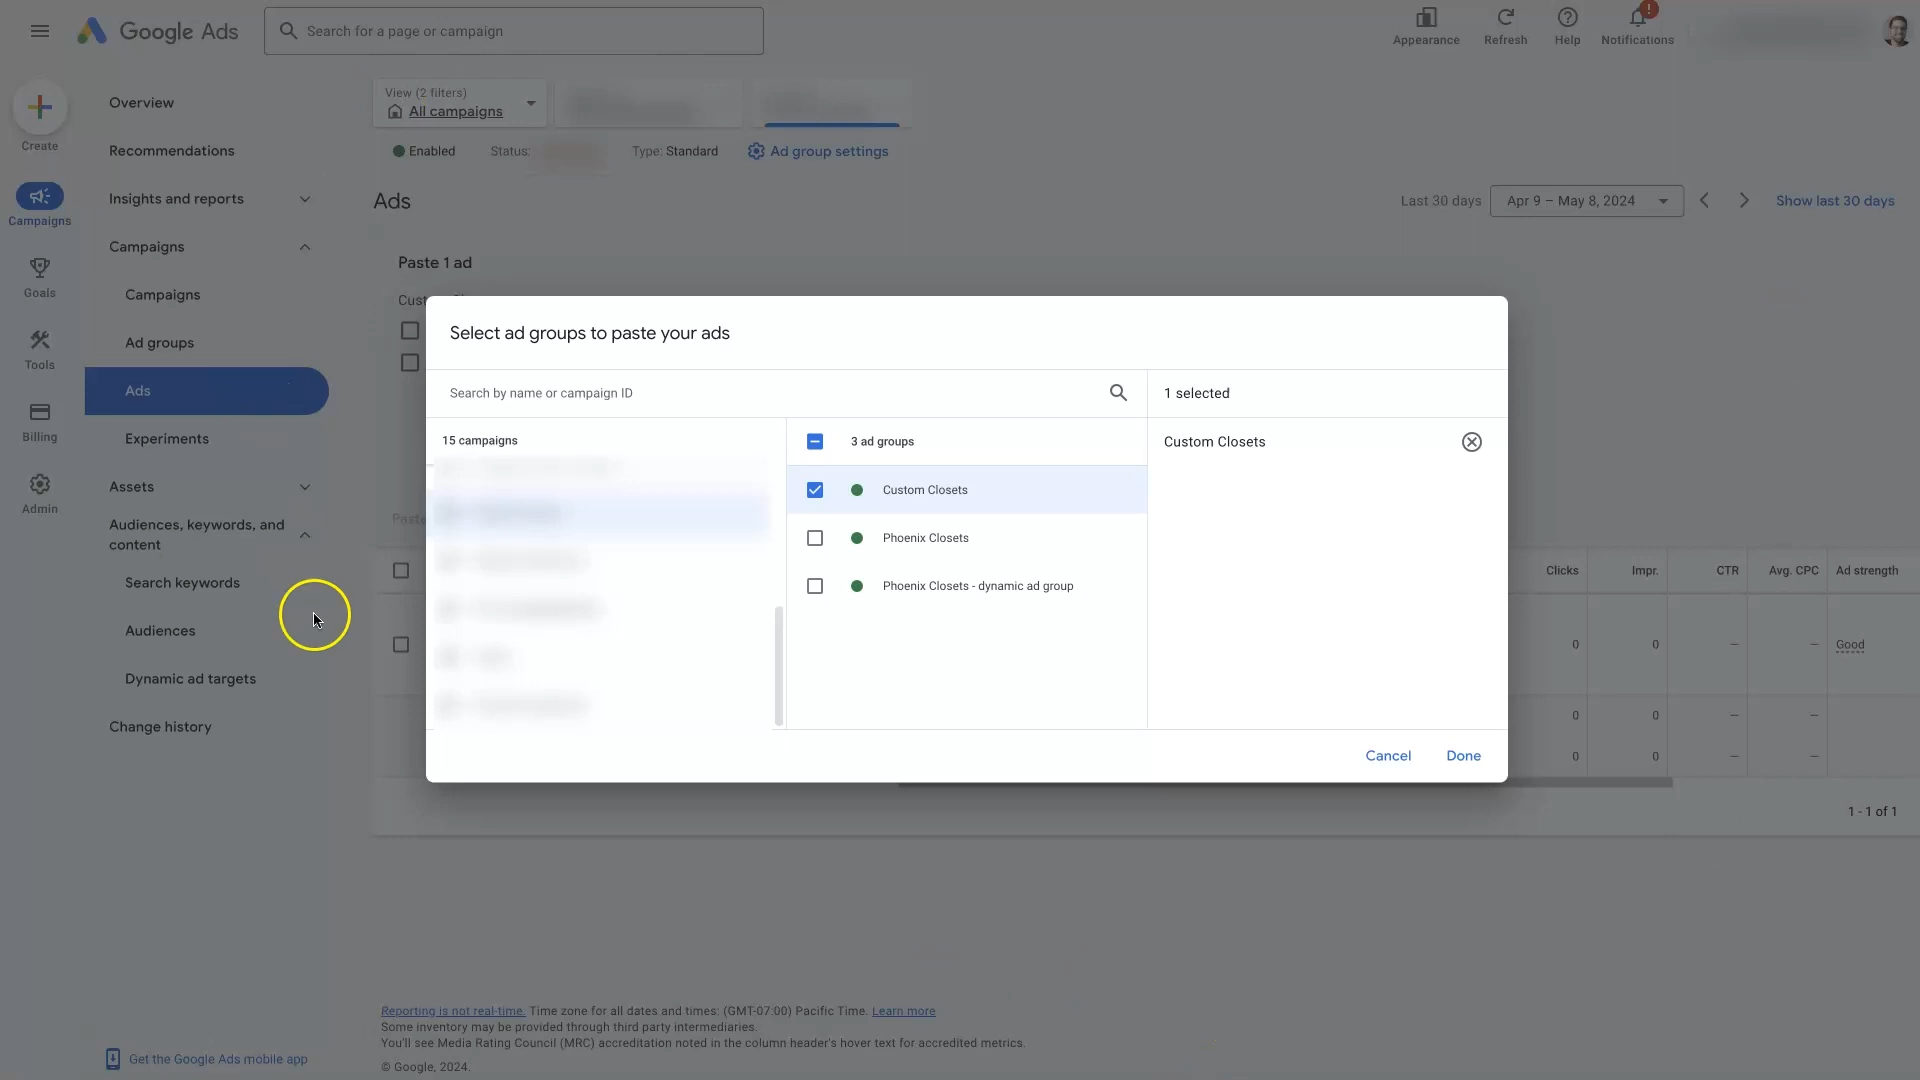 Google Ads
Search for a page or campaign
Appearance
Refresh
Help
Notifications
!
Create
Campaigns
Goals
Tools
Billing
Admin
Overview
Recommendations
Insights and reports
Campaigns
Campaigns
Ad groups
Ads
Experiments
Assets
Audiences, keywords, and
content
Search keywords
Audiences
Dynamic ad targets
Change history
Get the Google Ads mobile app
View (2 filters)
All campaigns
Enabled
Status:
Type: Standard
Ad group settings
Ads
Last 30 days
Apr 9 – May 8, 2024
Show last 30 days
Paste 1 ad
Select ad groups to paste your ads
Search by name or campaign ID
1 selected
15 campaigns
3 ad groups
Custom Closets
Phoenix Closets
Phoenix Closets - dynamic ad group
Custom Closets
Cancel
Done
Clicks
Impr.
CTR
Avg. CPC
Ad strength
0
0
–
–
Good
0
0
–
–
0
0
–
–
1 - 1 of 1
Reporting is not real-time. Time zone for all dates and times: (GMT-07:00) Pacific Time. Learn more
Some inventory may be provided through third party intermediaries.
You'll see Media Rating Council (MRC) accreditation noted in the column header's hover text for accredited metrics.
© Google, 2024.